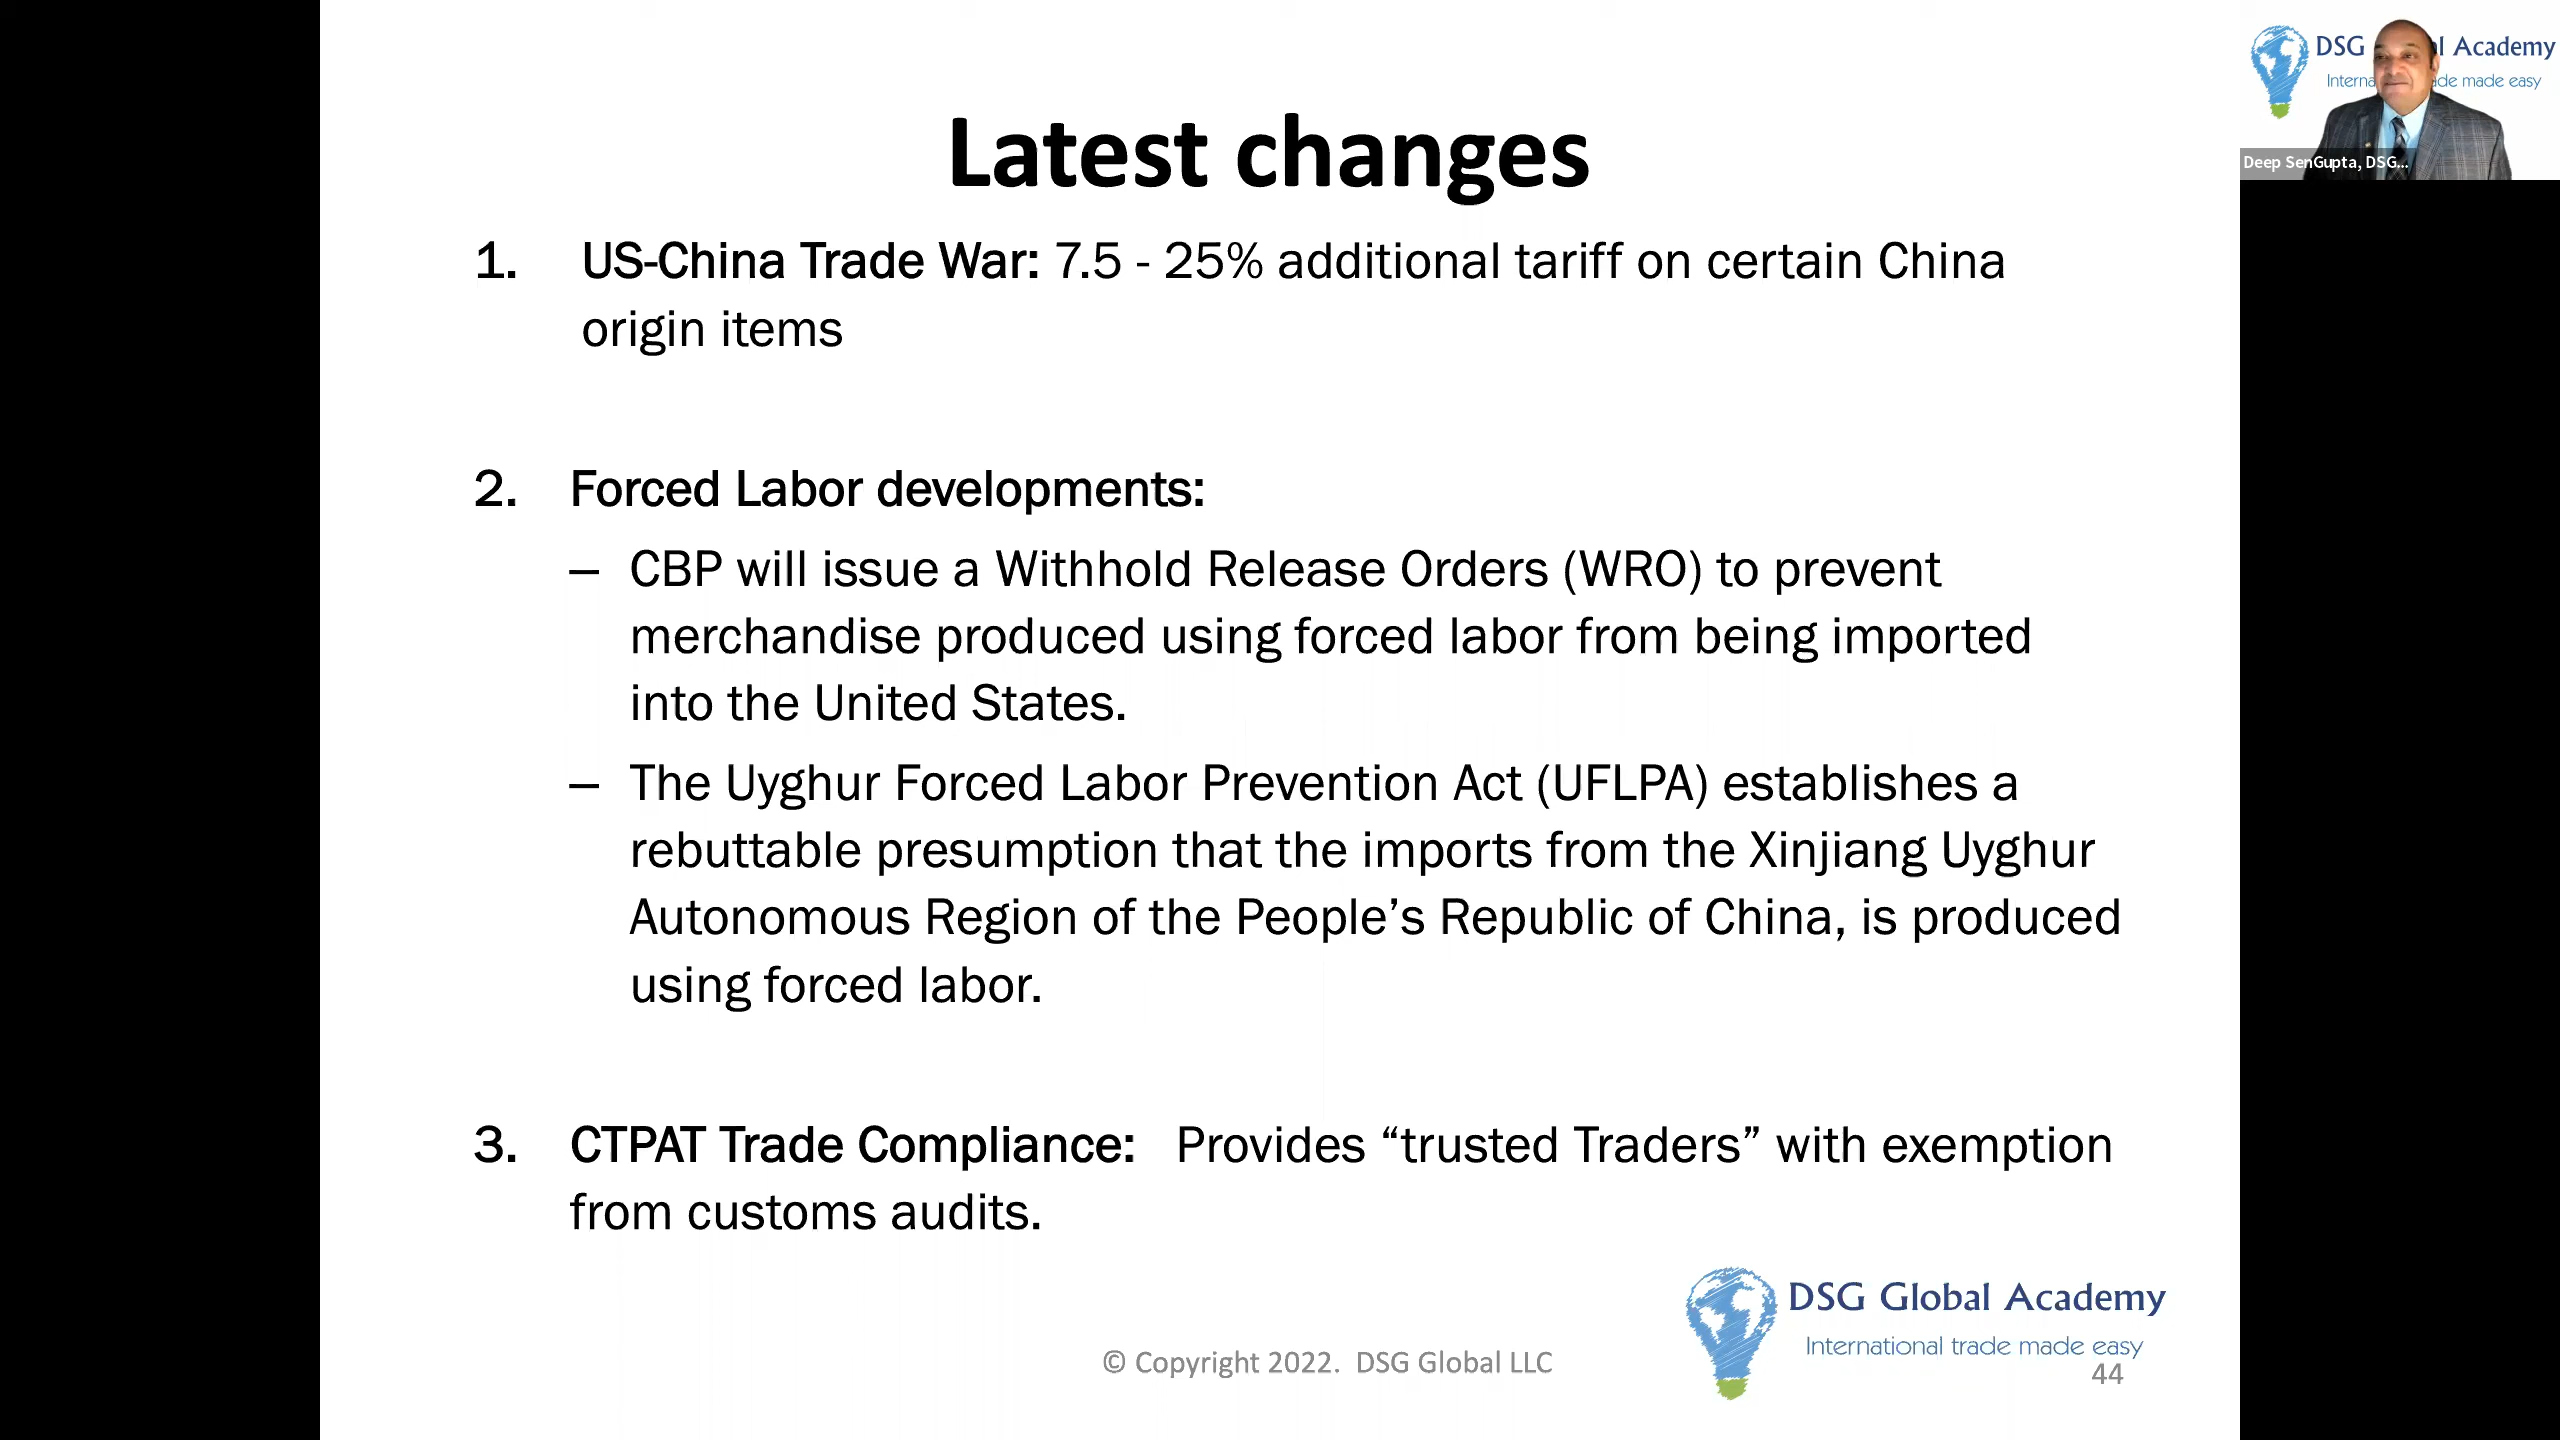 DSG l Academy
Interna de made easy
Deep SenGupta, DSG...
Latest changes
1. US-China Trade War: 7.5 - 25% additional tariff on certain China
origin items
2. Forced Labor developments:
– CBP will issue a Withhold Release Orders (WRO) to prevent
merchandise produced using forced labor from being imported
into the United States.
– The Uyghur Forced Labor Prevention Act (UFLPA) establishes a
rebuttable presumption that the imports from the Xinjiang Uyghur
Autonomous Region of the People’s Republic of China, is produced
using forced labor.
3. CTPAT Trade Compliance: Provides “trusted Traders” with exemption
from customs audits.
DSG Global Academy
International trade made easy
© Copyright 2022. DSG Global LLC
44